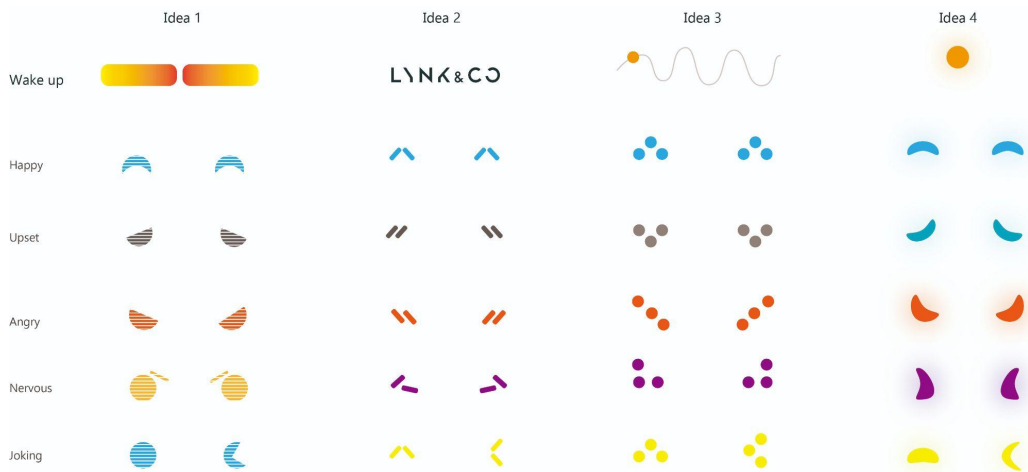 Idea 1
Idea 2
Idea 3
Idea 4
Wake up
LYNK&CO
Happy
Upset
Angry
Nervous
Joking